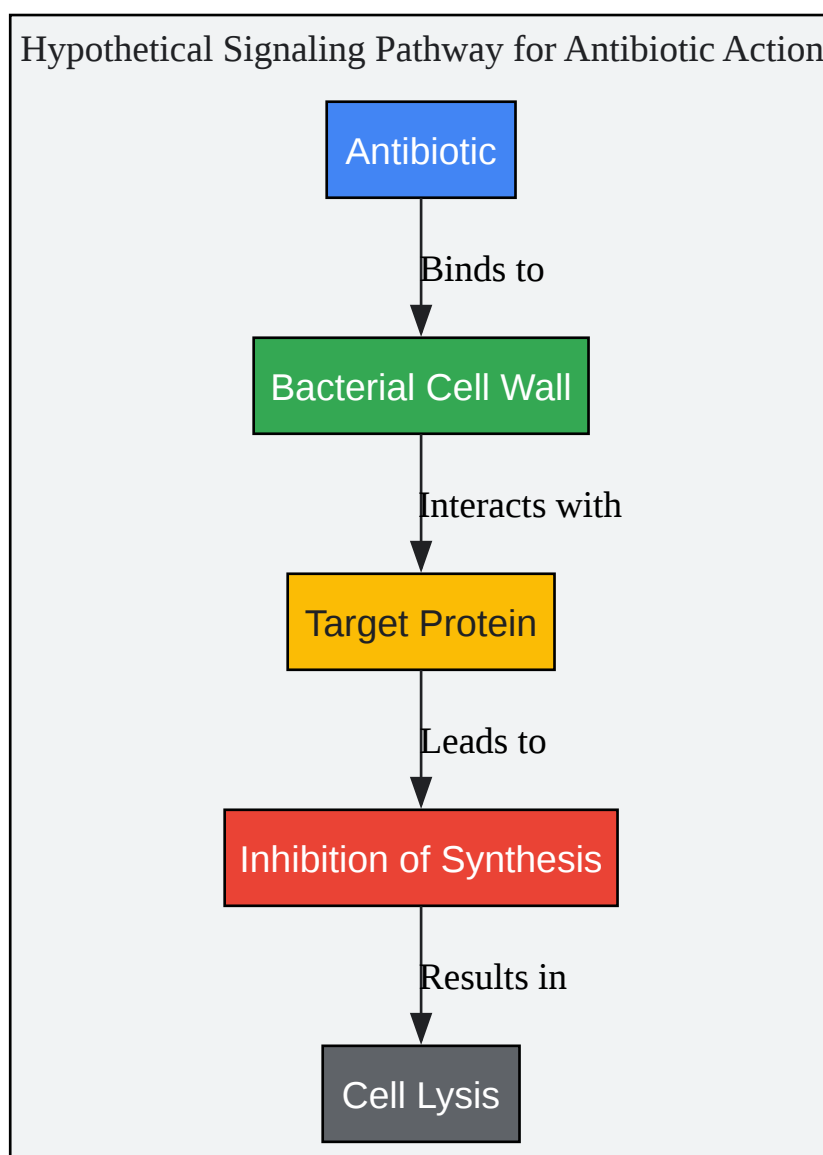 Hypothetical Signaling Pathway for Antibiotic Action
Antibiotic
Binds to
Bacterial Cell Wall
Interacts with
Target Protein
Leads to
Inhibition of Synthesis
Results in
Cell Lysis